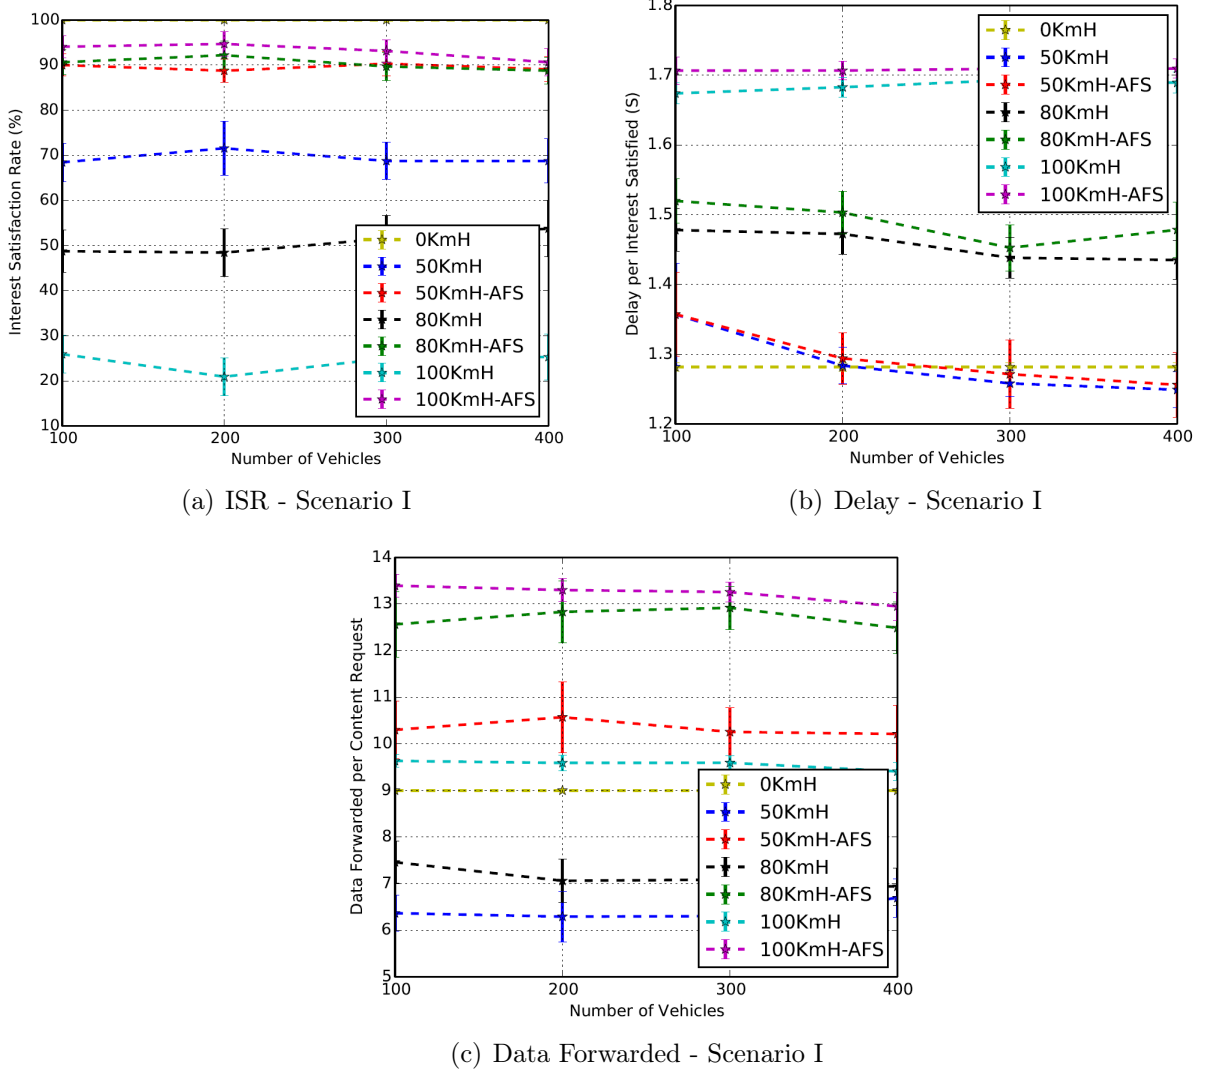 100
90
80
70
60
50
40
30
20
10
Interest Satisfaction Rate (%)
0KmH
50KmH
50KmH-AFS
80KmH
80KmH-AFS
100KmH
100KmH-AFS
100 200 300 400
Number of Vehicles
(a) ISR - Scenario I
1.8
1.7
1.6
1.5
1.4
1.3
1.2
Delay per Interest Satisfied (S)
0KmH
50KmH
50KmH-AFS
80KmH
80KmH-AFS
100KmH
100KmH-AFS
100 200 300 400
Number of Vehicles
(b) Delay - Scenario I
14
13
12
11
10
9
8
7
6
5
Data Forwarded per Content Request
0KmH
50KmH
50KmH-AFS
80KmH
80KmH-AFS
100KmH
100KmH-AFS
100 200 300 400
Number of Vehicles
(c) Data Forwarded - Scenario I